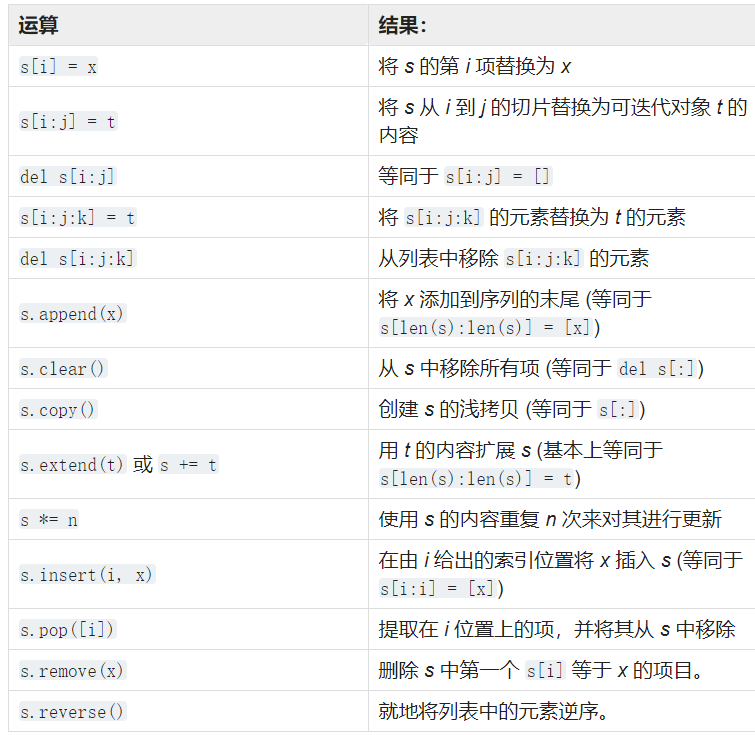 运算 结果：
s[i] = x 将 s 的第 i 项替换为 x
s[i:j] = t 将 s 从 i 到 j 的切片替换为可迭代对象 t 的
内容
del s[i:j] 等同于 s[i:j] = []
s[i:j:k] = t 将 s[i:j:k] 的元素替换为 t 的元素
del s[i:j:k] 从列表中移除 s[i:j:k] 的元素
s.append(x) 将 x 添加到序列的末尾 (等同于
s[len(s):len(s)] = [x])
s.clear() 从 s 中移除所有项 (等同于 del s[:])
s.copy() 创建 s 的浅拷贝 (等同于 s[:])
s.extend(t) 或 s += t 用 t 的内容扩展 s (基本上等同于
s[len(s):len(s)] = t)
s *= n 使用 s 的内容重复 n 次来对其进行更新
s.insert(i, x) 在由 i 给出的索引位置将 x 插入 s (等同于
s[i:i] = [x])
s.pop([i]) 提取在 i 位置上的项，并将其从 s 中移除
s.remove(x) 删除 s 中第一个 s[i] 等于 x 的项目。
s.reverse() 就地将列表中的元素逆序。